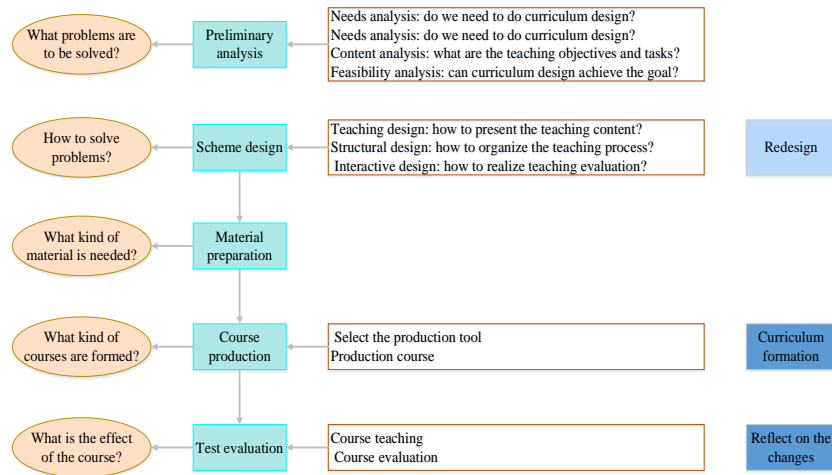 What problems are
to be solved?
Preliminary
analysis
Needs analysis: do we need to do curriculum design?
Needs analysis: do we need to do curriculum design?
Content analysis: what are the teaching objectives and tasks?
Feasibility analysis: can curriculum design achieve the goal?
How to solve
problems?
Scheme design
Teaching design: how to present the teaching content?
Structural design: how to organize the teaching process?
Interactive design: how to realize teaching evaluation?
Redesign
What kind of
material is needed?
Material
preparation
What kind of
courses are formed?
Course
production
Select the production tool
Production course
Curriculum
formation
What is the effect
of the course?
Test evaluation
Course teaching
Course evaluation
Reflect on the
changes